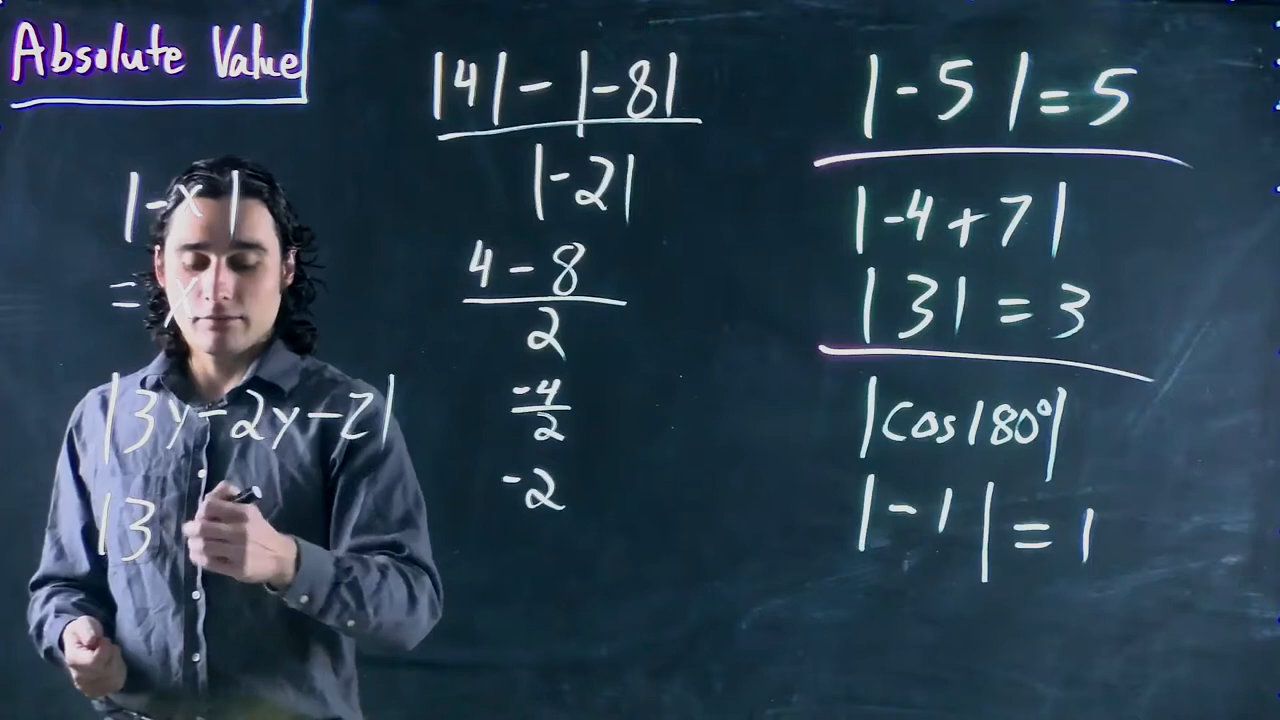 Absolute Value
|-x|
= x
|3y-2y-2|
|3
|4| - |-8|
|-2|
4 - 8
2
-4
2
-2
|-5| = 5
|-4+7|
|3| = 3
|cos180°|
|-1| = 1